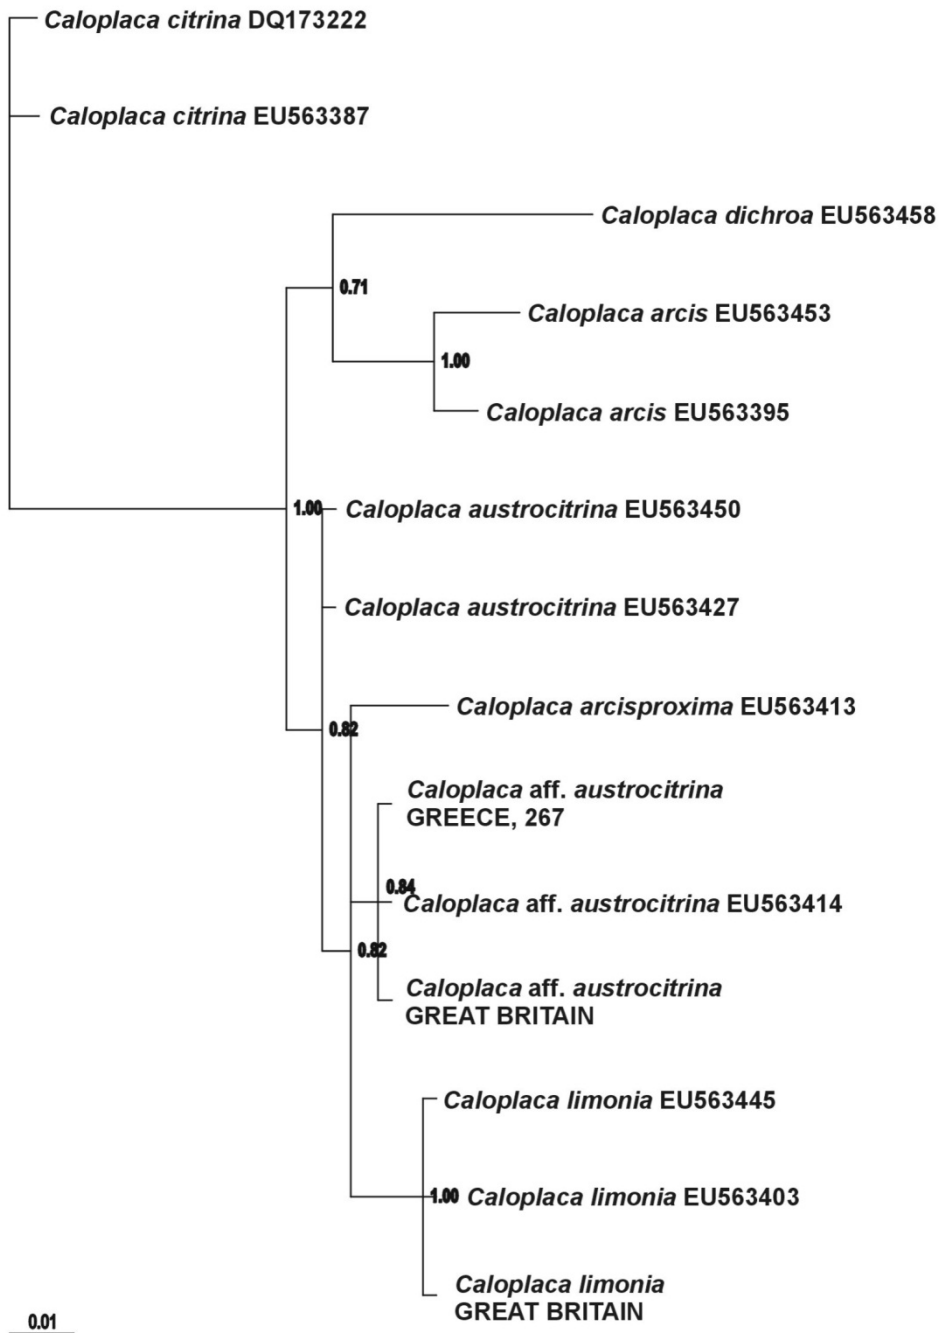 Caloplaca citrina DQ173222
Caloplaca citrina EU563387
Caloplaca dichroa EU563458
0.71
Caloplaca arcis EU563453
1.00
Caloplaca arcis EU563395
1.00
Caloplaca austrocitrina EU563450
Caloplaca austrocitrina EU563427
Caloplaca arcisproxima EU563413
0.82
Caloplaca aff. austrocitrina
GREECE, 267
0.84
Caloplaca aff. austrocitrina EU563414
0.82
Caloplaca aff. austrocitrina
GREAT BRITAIN
Caloplaca limonia EU563445
1.00
Caloplaca limonia EU563403
Caloplaca limonia
GREAT BRITAIN
0.01